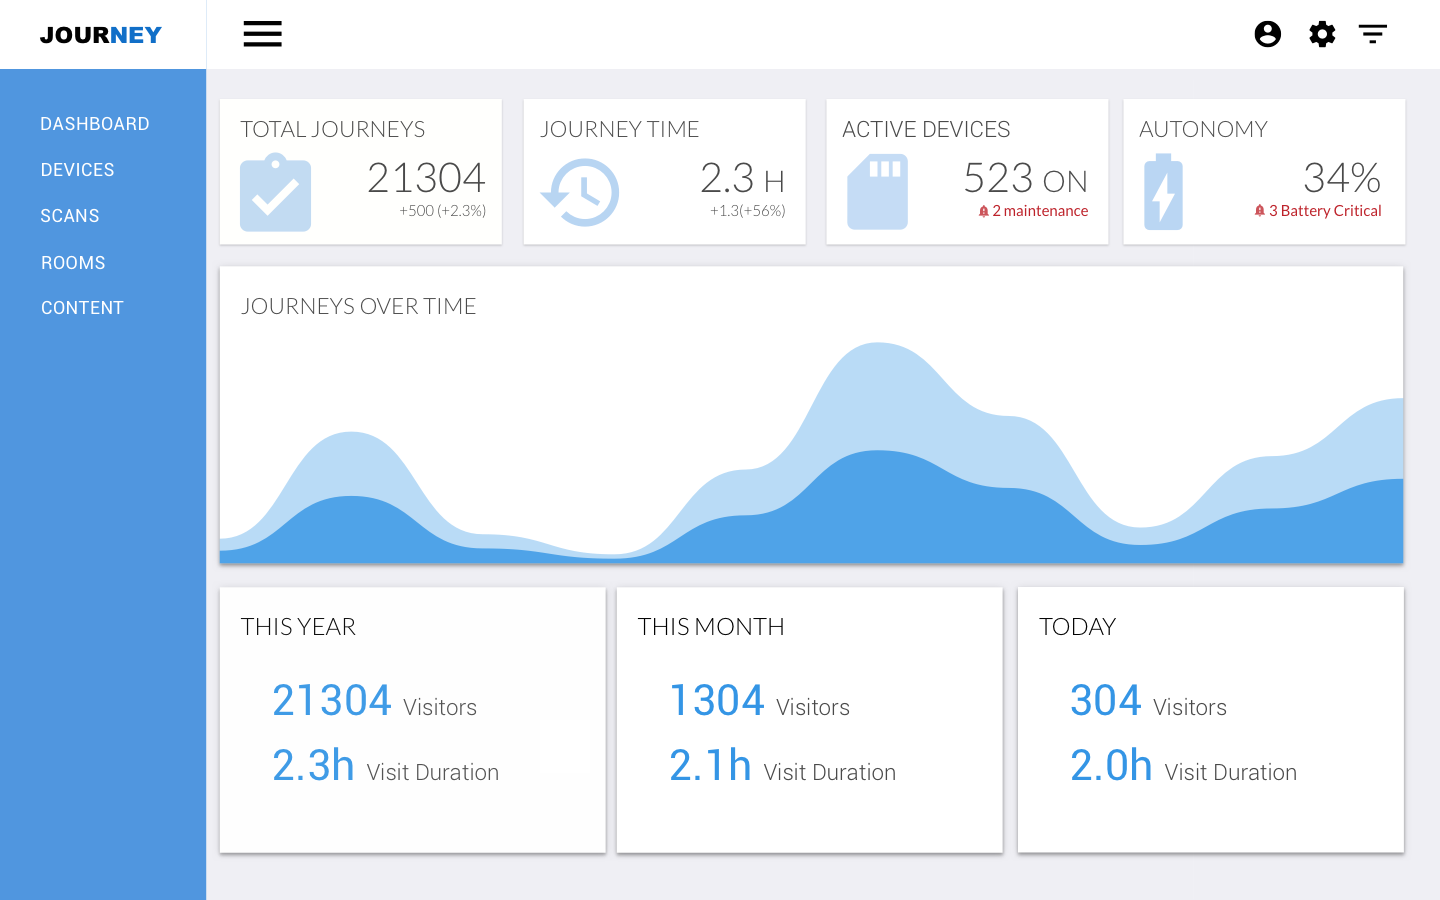 JOURNEY
DASHBOARD
DEVICES
SCANS
ROOMS
CONTENT
TOTAL JOURNEYS
21304
+500 (+2.3%)
JOURNEY TIME
2.3 H
+1.3(+56%)
ACTIVE DEVICES
523 ON
2 maintenance
AUTONOMY
34%
3 Battery Critical
JOURNEYS OVER TIME
THIS YEAR
21304 Visitors
2.3h Visit Duration
THIS MONTH
1304 Visitors
2.1h Visit Duration
TODAY
304 Visitors
2.0h Visit Duration